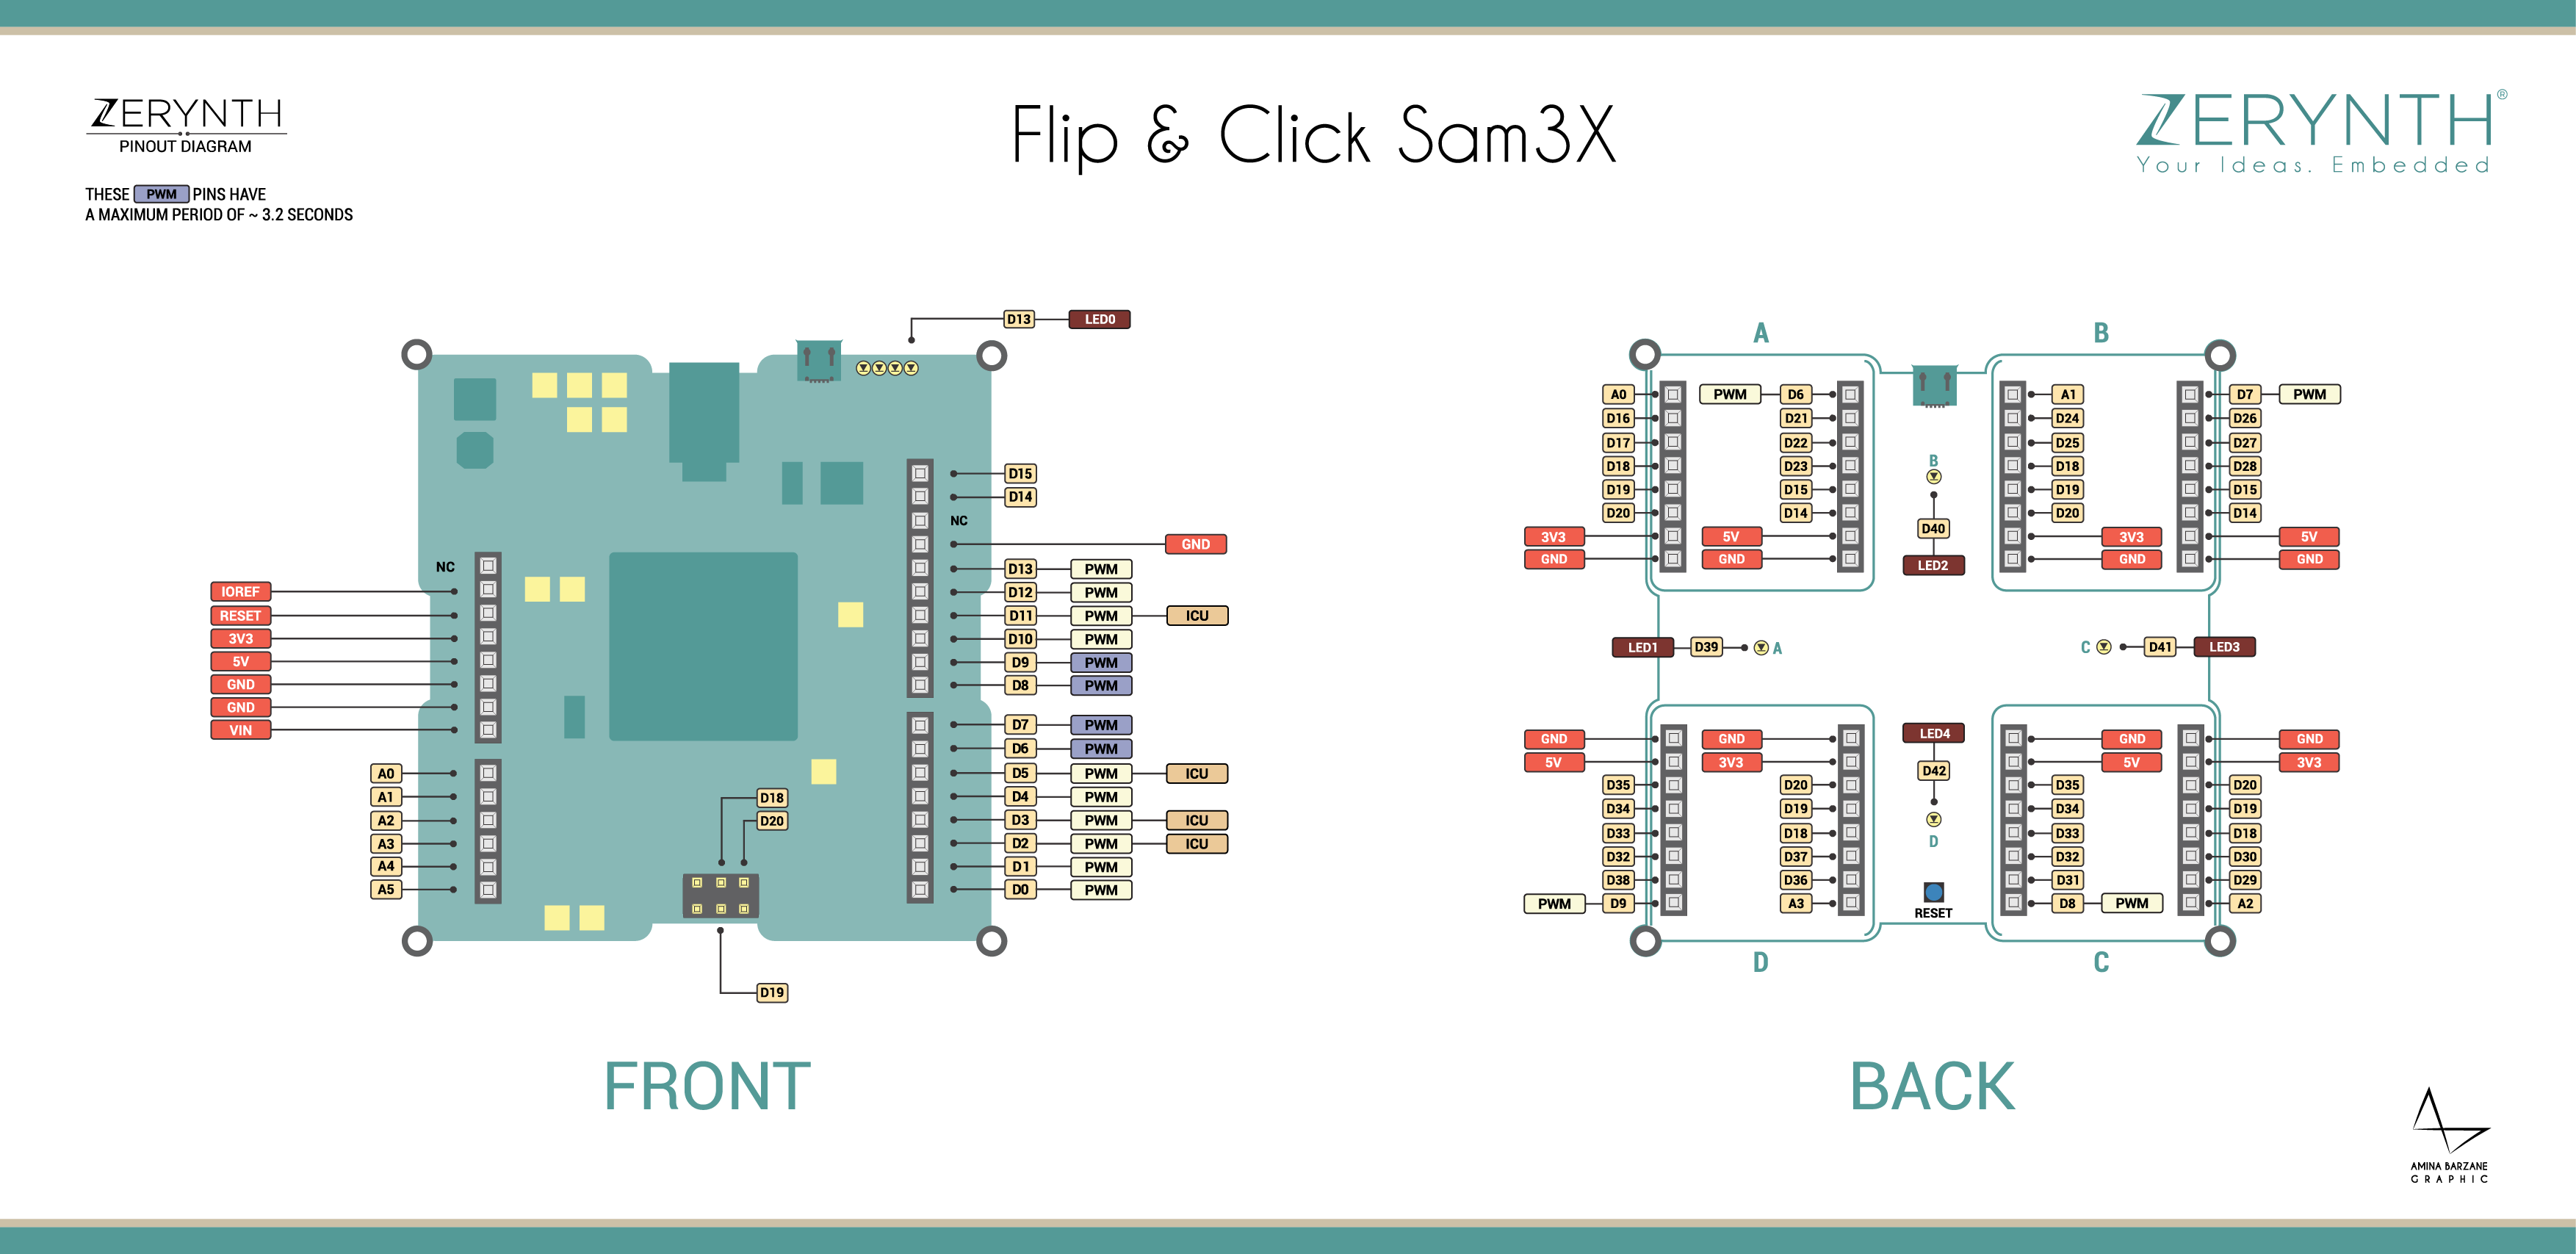 ZERYNTH
PINOUT DIAGRAM
THESE PWM PINS HAVE
A MAXIMUM PERIOD OF ~ 3.2 SECONDS
Flip & Click Sam3X
ZERYNTH®
Your Ideas. Embedded
D13 LED0
D15
D14
NC
GND
D13 PWM
D12 PWM
D11 PWM ICU
D10 PWM
D9 PWM
D8 PWM
D7 PWM
D6 PWM
D5 PWM ICU
D4 PWM
D3 PWM ICU
D2 PWM ICU
D1 PWM
D0 PWM
NC
IOREF
RESET
3V3
5V
GND
GND
VIN
A0
A1
A2
A3
A4
A5
D18
D20
D19
FRONT
A
B
A0 PWM D6 A1 D7 PWM
D16 D21 D24 D26
D17 D22 D25 D27
D18 D23 D18 D28
D19 D15 D19 D15
D20 D14 D20 D14
3V3 5V 3V3 5V
GND GND GND GND
B
D40
LED2
LED1 D39 A
C D41 LED3
LED4
D42
D
RESET
GND GND GND GND
5V 3V3 5V 3V3
D35 D20 D35 D20
D34 D19 D34 D19
D33 D18 D33 D18
D32 D37 D32 D30
D38 D36 D31 D29
PWM D9 A3 D8 PWM A2
D
C
BACK
AMINA BARZANE
GRAPHIC